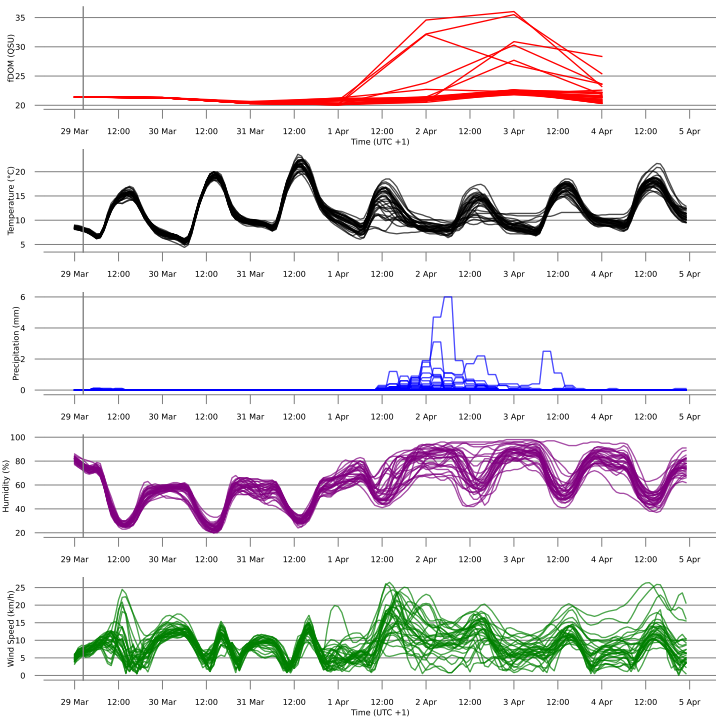 fDOM (QSU)
35
30
25
20
29 Mar 12:00 30 Mar 12:00 31 Mar 12:00 1 Apr 12:00 2 Apr 12:00 3 Apr 12:00 4 Apr 12:00 5 Apr
Time (UTC +1)
Temperature (°C)
20
15
10
5
29 Mar 12:00 30 Mar 12:00 31 Mar 12:00 1 Apr 12:00 2 Apr 12:00 3 Apr 12:00 4 Apr 12:00 5 Apr
Precipitation (mm)
6
4
2
0
29 Mar 12:00 30 Mar 12:00 31 Mar 12:00 1 Apr 12:00 2 Apr 12:00 3 Apr 12:00 4 Apr 12:00 5 Apr
Humidity (%)
100
80
60
40
20
29 Mar 12:00 30 Mar 12:00 31 Mar 12:00 1 Apr 12:00 2 Apr 12:00 3 Apr 12:00 4 Apr 12:00 5 Apr
Wind Speed (km/h)
25
20
15
10
5
0
29 Mar 12:00 30 Mar 12:00 31 Mar 12:00 1 Apr 12:00 2 Apr 12:00 3 Apr 12:00 4 Apr 12:00 5 Apr
Time (UTC +1)